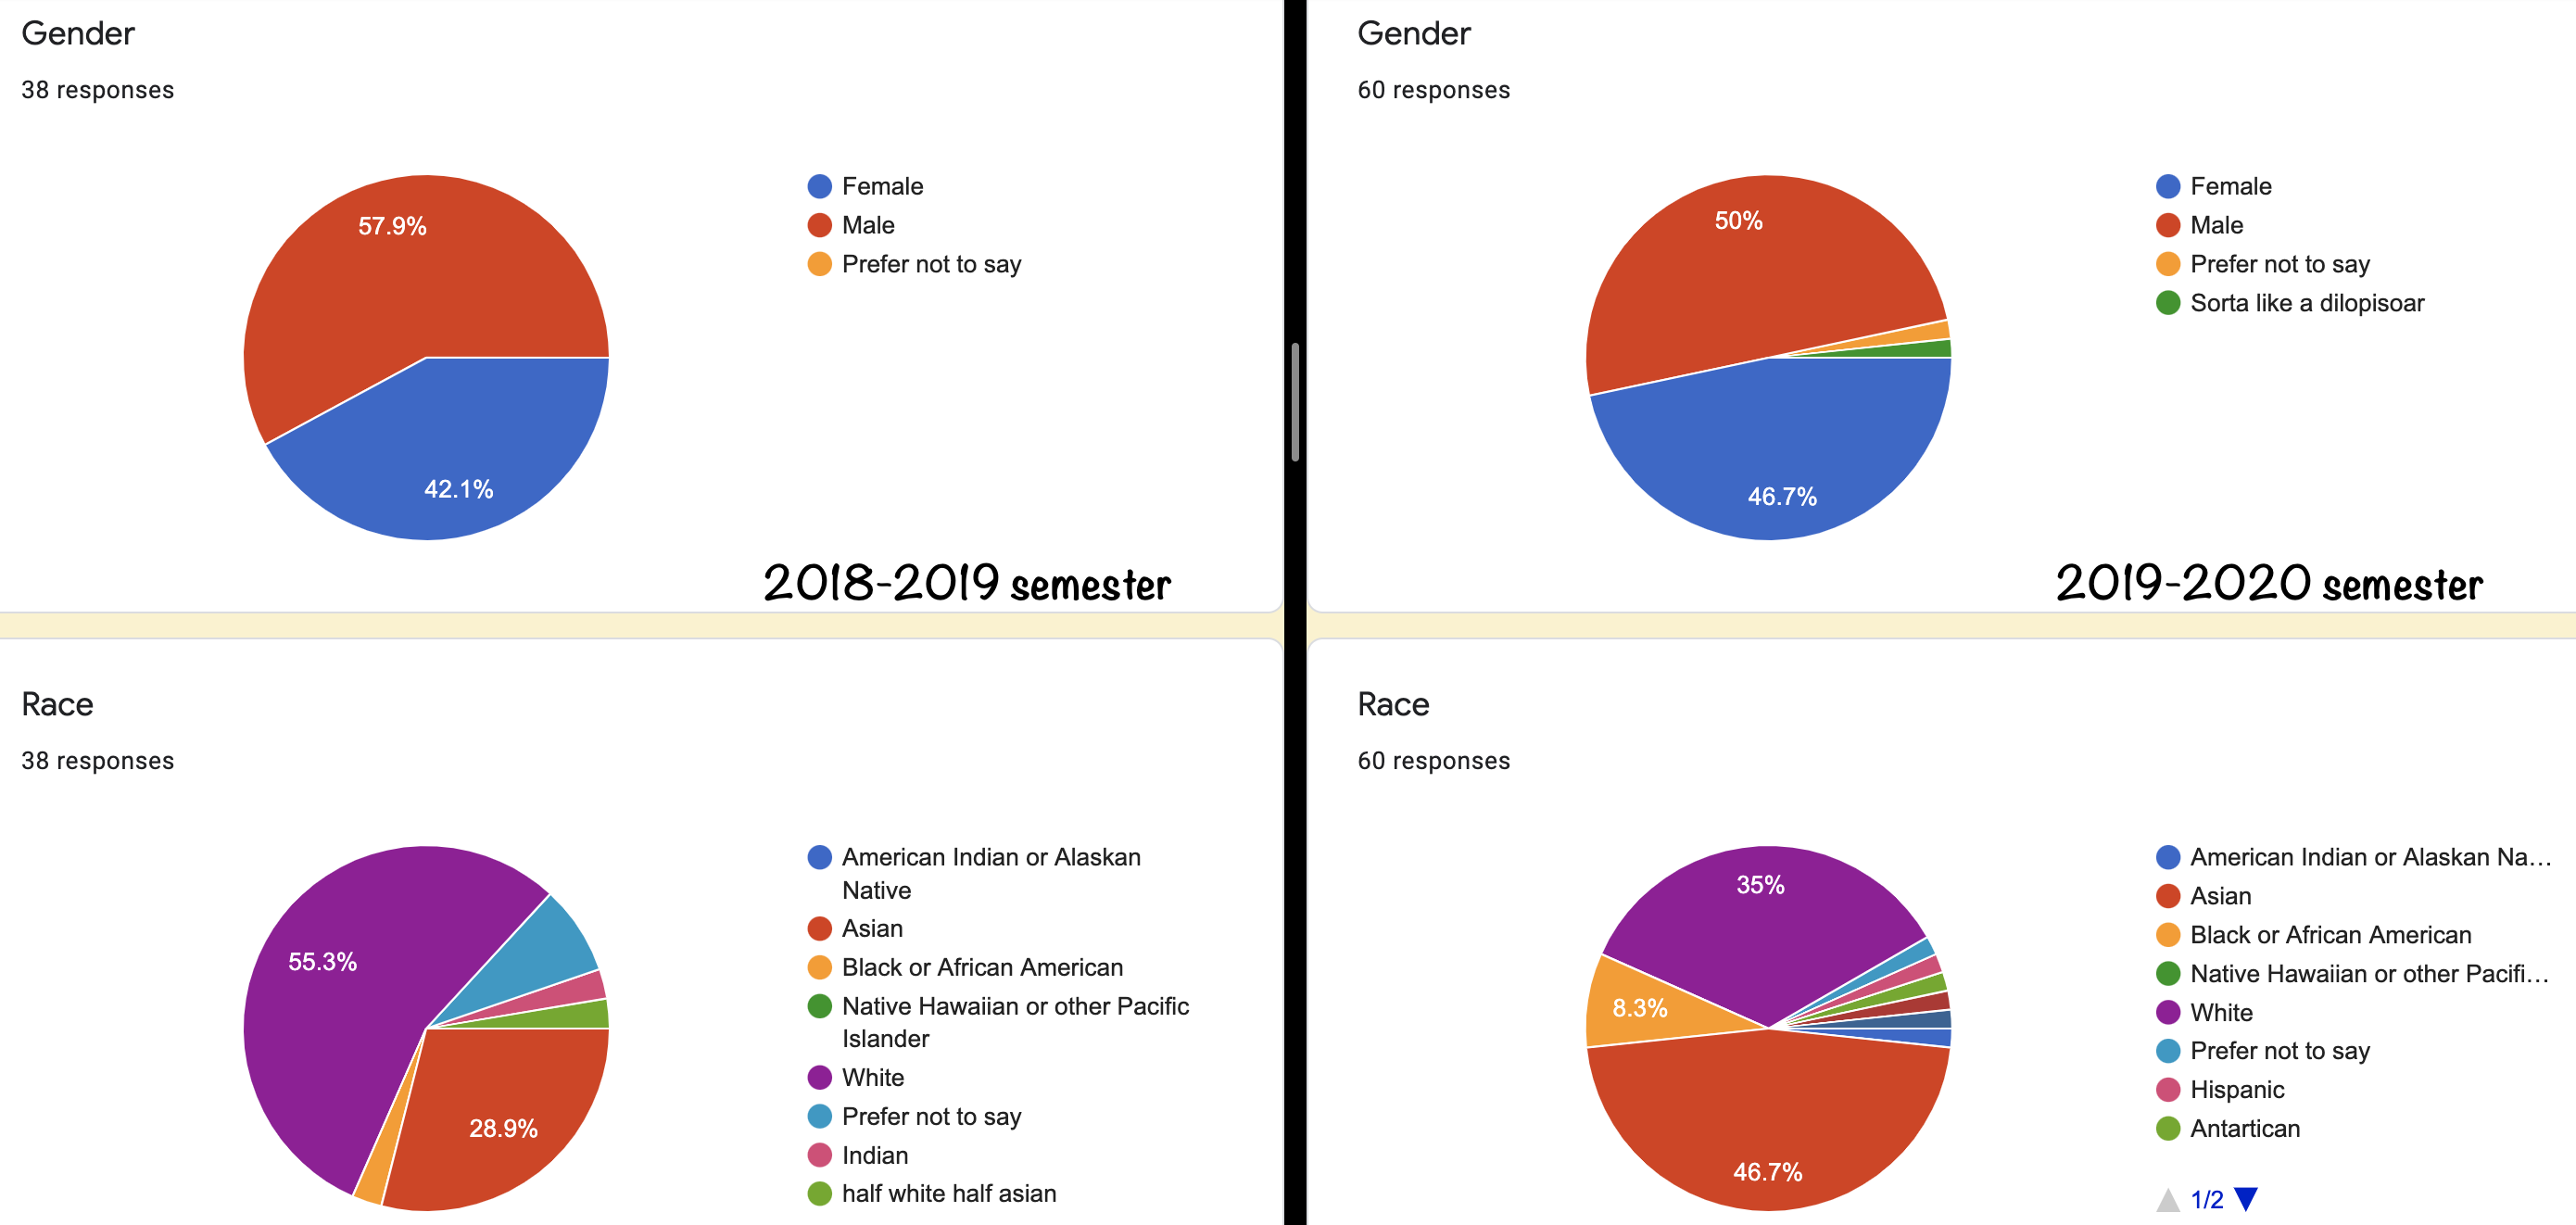 Gender
38 responses
57.9%
42.1%
Female
Male
Prefer not to say
2018-2019 semester
Gender
60 responses
50%
46.7%
Female
Male
Prefer not to say
Sorta like a dilopisoar
2019-2020 semester
Race
38 responses
55.3%
28.9%
American Indian or Alaskan
Native
Asian
Black or African American
Native Hawaiian or other Pacific
Islander
White
Prefer not to say
Indian
half white half asian
Race
60 responses
35%
8.3%
46.7%
American Indian or Alaskan Na...
Asian
Black or African American
Native Hawaiian or other Pacifi...
White
Prefer not to say
Hispanic
Antartican
1/2